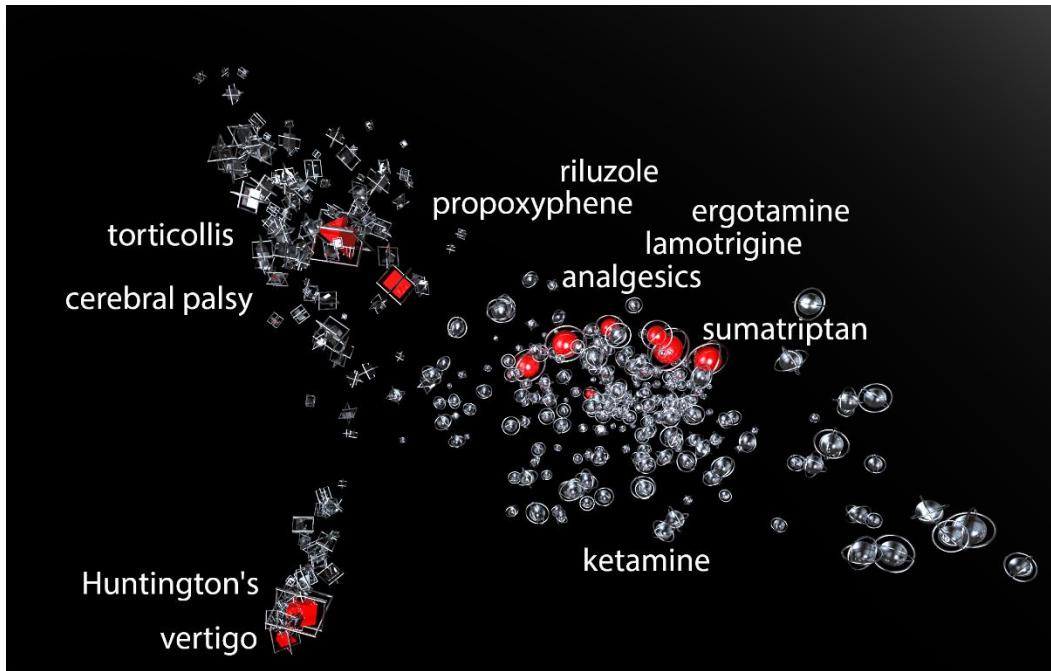 riluzole
propoxyphene
ergotamine
torticollis
lamotrigine
analgesics
cerebral palsy
sumatriptan
ketamine
Huntington's
vertigo